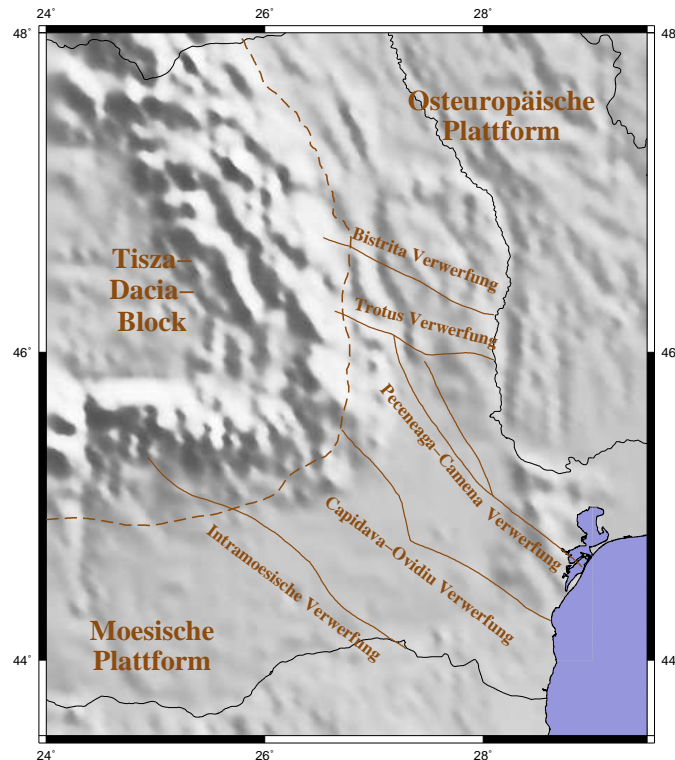 24˚ 26˚ 28˚
48˚ 48˚
Osteuropäische
Plattform
Bistrita Verwerfung
Tisza–
Dacia–
Block
Trotus Verwerfung
46˚ 46˚
Peceneaga–Camena Verwerfung
Capidava–Ovidiu Verwerfung
Intramoesische Verwerfung
Moesische
Plattform
44˚ 44˚
24˚ 26˚ 28˚